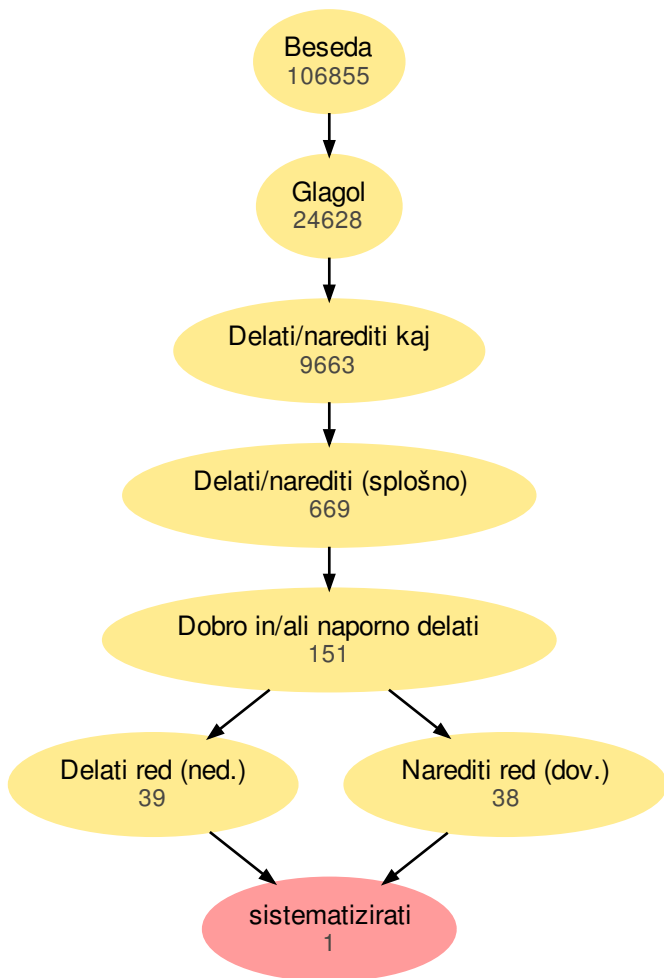 Beseda
106855
Glagol
24628
Delati/narediti kaj
9663
Delati/narediti (splošno)
669
Dobro in/ali naporno delati
151
Delati red (ned.)
39
Narediti red (dov.)
38
sistematizirati
1